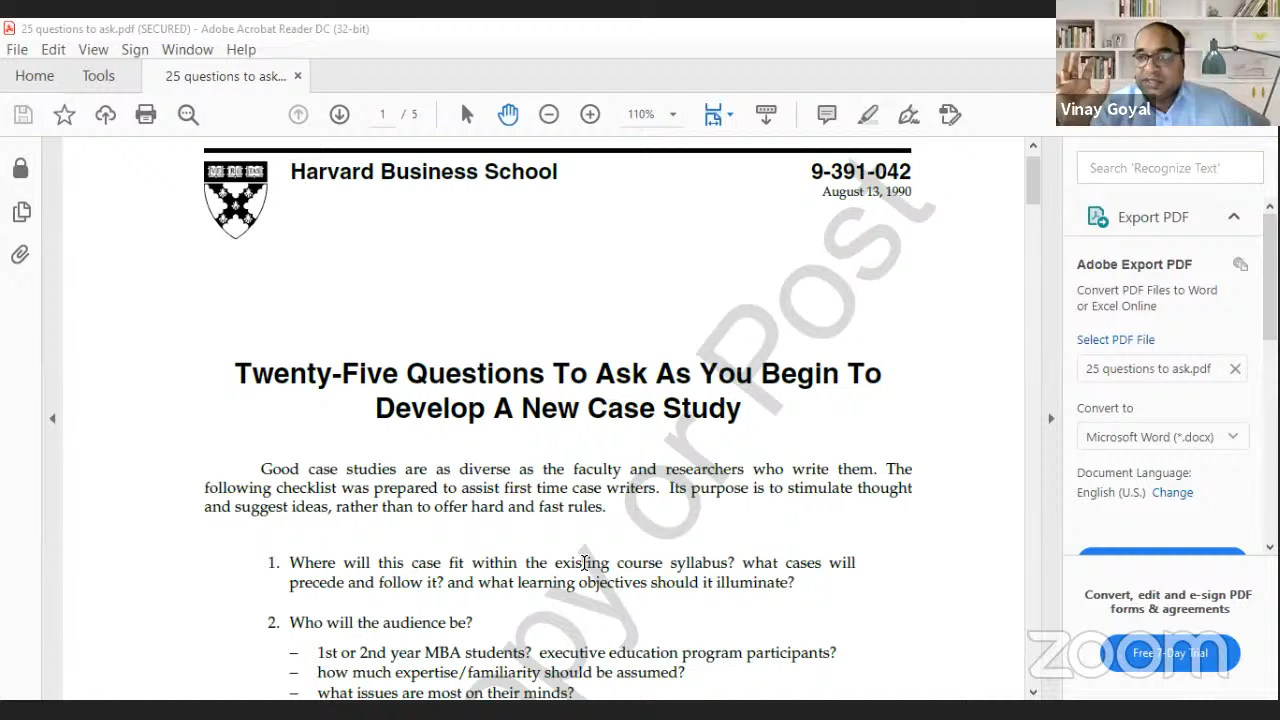 25 questions to ask.pdf (SECURED) - Adobe Acrobat Reader DC (32-bit)
File Edit View Sign Window Help
Home Tools 25 questions to ask... ×
1 / 5 110%
Vinay Goyal
Harvard Business School 9-391-042
August 13, 1990
Twenty-Five Questions To Ask As You Begin To
Develop A New Case Study
Good case studies are as diverse as the faculty and researchers who write them. The
following checklist was prepared to assist first time case writers. Its purpose is to stimulate thought
and suggest ideas, rather than to offer hard and fast rules.
1. Where will this case fit within the existing course syllabus? what cases will
precede and follow it? and what learning objectives should it illuminate?
2. Who will the audience be?
– 1st or 2nd year MBA students? executive education program participants?
– how much expertise/familiarity should be assumed?
– what issues are most on their minds?
py or Post
Search 'Recognize Text'
Export PDF
Adobe Export PDF
Convert PDF Files to Word
or Excel Online
Select PDF File
25 questions to ask.pdf ×
Convert to
Microsoft Word (*.docx)
Document Language:
English (U.S.) Change
Convert, edit and e-sign PDF
forms & agreements
Free 7-Day Trial
zoom